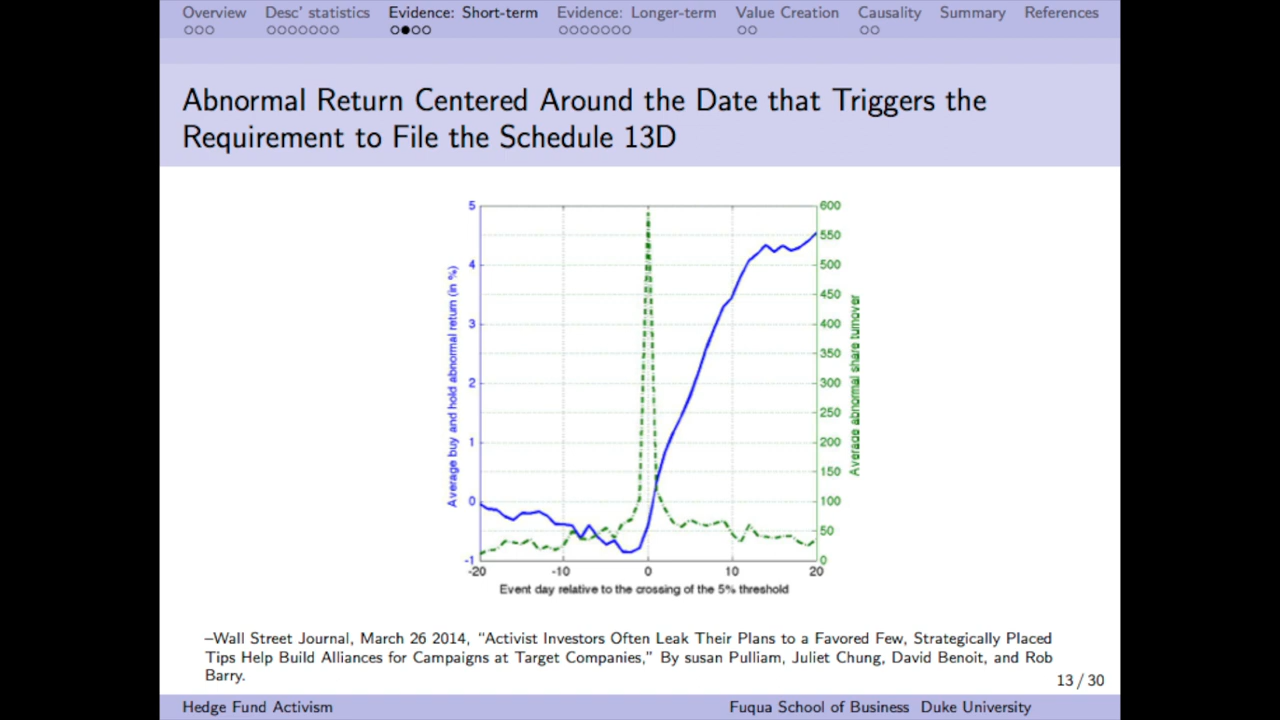 Overview Desc' statistics Evidence: Short-term Evidence: Longer-term Value Creation Causality Summary References
Abnormal Return Centered Around the Date that Triggers the
Requirement to File the Schedule 13D
Average buy and hold abnormal return (in %)
5
4
3
2
1
0
-1
600
550
500
450
400
350
300
250
200
150
100
50
0
Average abnormal share turnover
-20 -10 0 10 20
Event day relative to the crossing of the 5% threshold
–Wall Street Journal, March 26 2014, “Activist Investors Often Leak Their Plans to a Favored Few, Strategically Placed
Tips Help Build Alliances for Campaigns at Target Companies,” By susan Pulliam, Juliet Chung, David Benoit, and Rob
Barry.
13 / 30
Hedge Fund Activism Fuqua School of Business Duke University